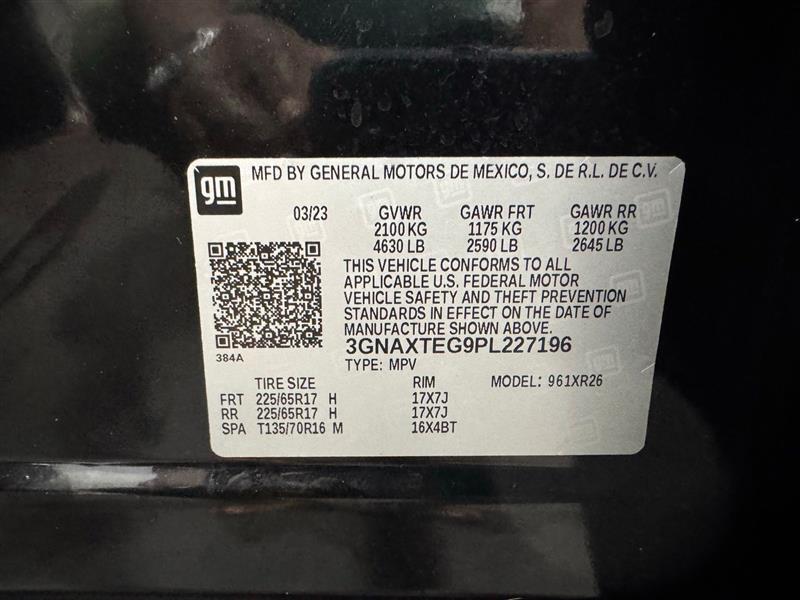 gm
MFD BY GENERAL MOTORS DE MEXICO, S. DE R.L. DE C.V.
03/23 GVWR GAWR FRT GAWR RR
2100 KG 1175 KG 1200 KG
4630 LB 2590 LB 2645 LB
THIS VEHICLE CONFORMS TO ALL
APPLICABLE U.S. FEDERAL MOTOR
VEHICLE SAFETY AND THEFT PREVENTION
STANDARDS IN EFFECT ON THE DATE OF
MANUFACTURE SHOWN ABOVE.
384A
3GNAXTEG9PL227196
TYPE: MPV
TIRE SIZE RIM MODEL: 961XR26
FRT 225/65R17 H 17X7J
RR 225/65R17 H 17X7J
SPA T135/70R16 M 16X4BT